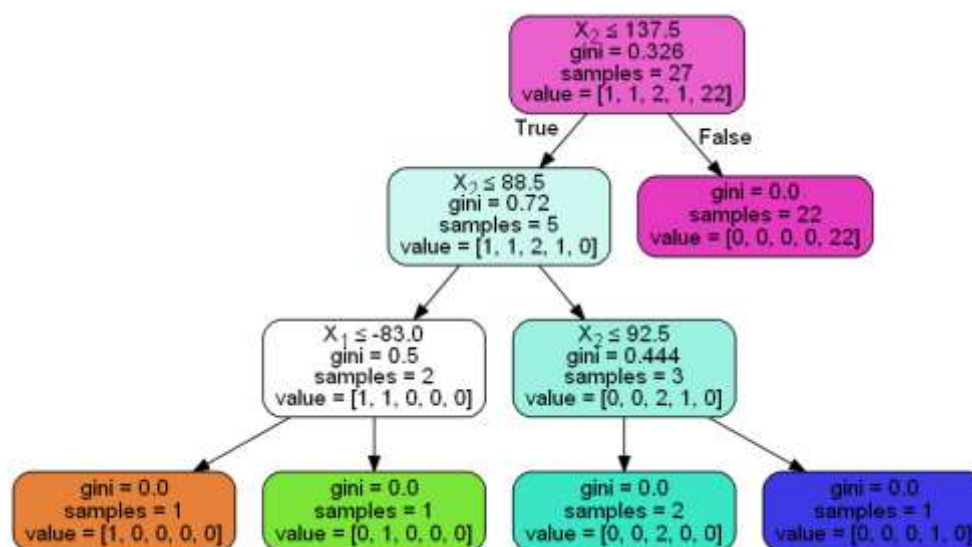 X₂ ≤ 137.5
gini = 0.326
samples = 27
value = [1, 1, 2, 1, 22]
True
False
X₂ ≤ 88.5
gini = 0.72
samples = 5
value = [1, 1, 2, 1, 0]
gini = 0.0
samples = 22
value = [0, 0, 0, 0, 22]
X₁ ≤ -83.0
gini = 0.5
samples = 2
value = [1, 1, 0, 0, 0]
X₂ ≤ 92.5
gini = 0.444
samples = 3
value = [0, 0, 2, 1, 0]
gini = 0.0
samples = 1
value = [1, 0, 0, 0, 0]
gini = 0.0
samples = 1
value = [0, 1, 0, 0, 0]
gini = 0.0
samples = 2
value = [0, 0, 2, 0, 0]
gini = 0.0
samples = 1
value = [0, 0, 0, 1, 0]